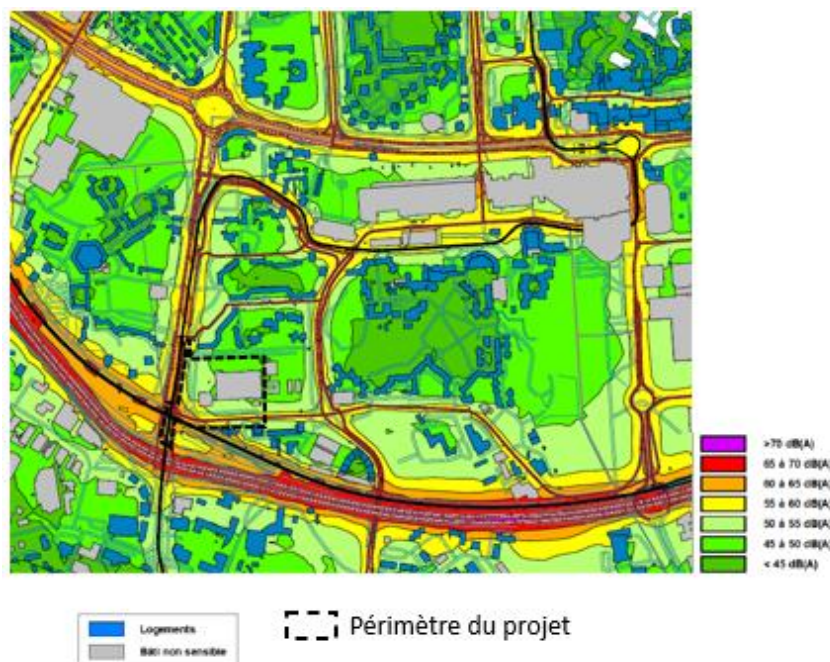 >70 dB(A)
65 à 70 dB(A)
60 à 65 dB(A)
55 à 60 dB(A)
50 à 55 dB(A)
45 à 50 dB(A)
< 45 dB(A)
Logements
Périmètre du projet
Bâti non sensible